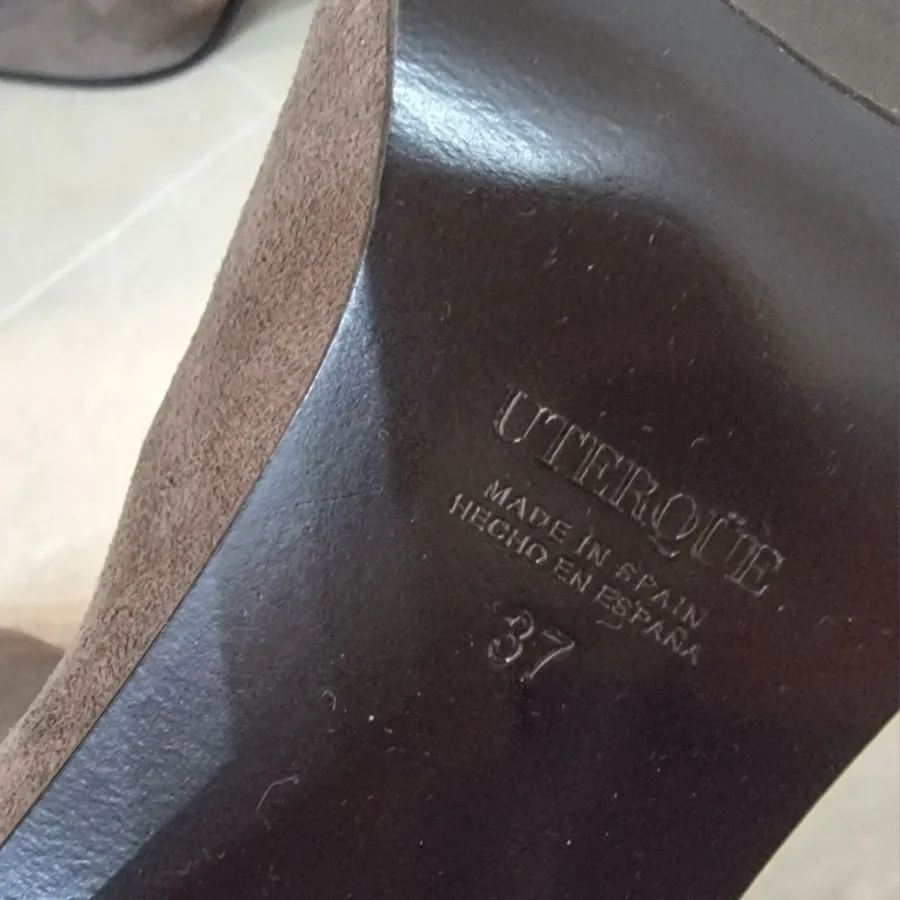 UTERQÜE
MADE IN SPAIN
HECHO EN ESPAÑA
37